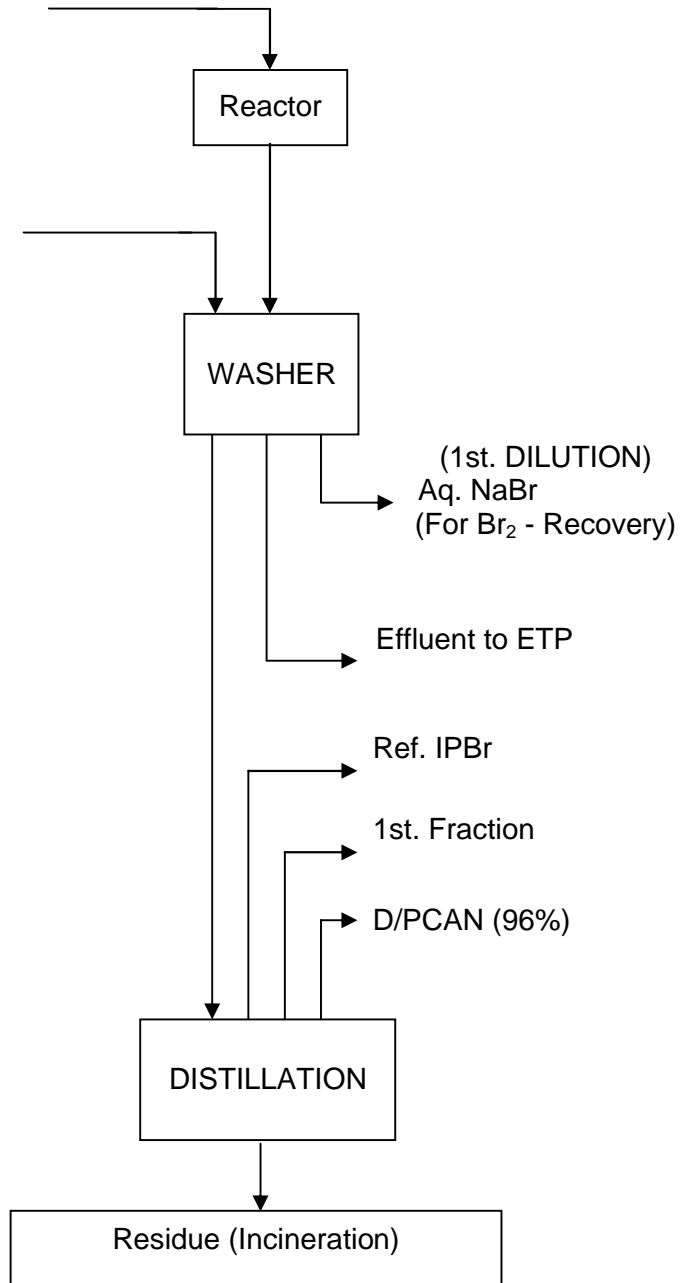 Reactor
WASHER
(1st. DILUTION)
Aq. NaBr
(For Br₂ - Recovery)
Effluent to ETP
Ref. IPBr
1st. Fraction
D/PCAN (96%)
DISTILLATION
Residue (Incineration)